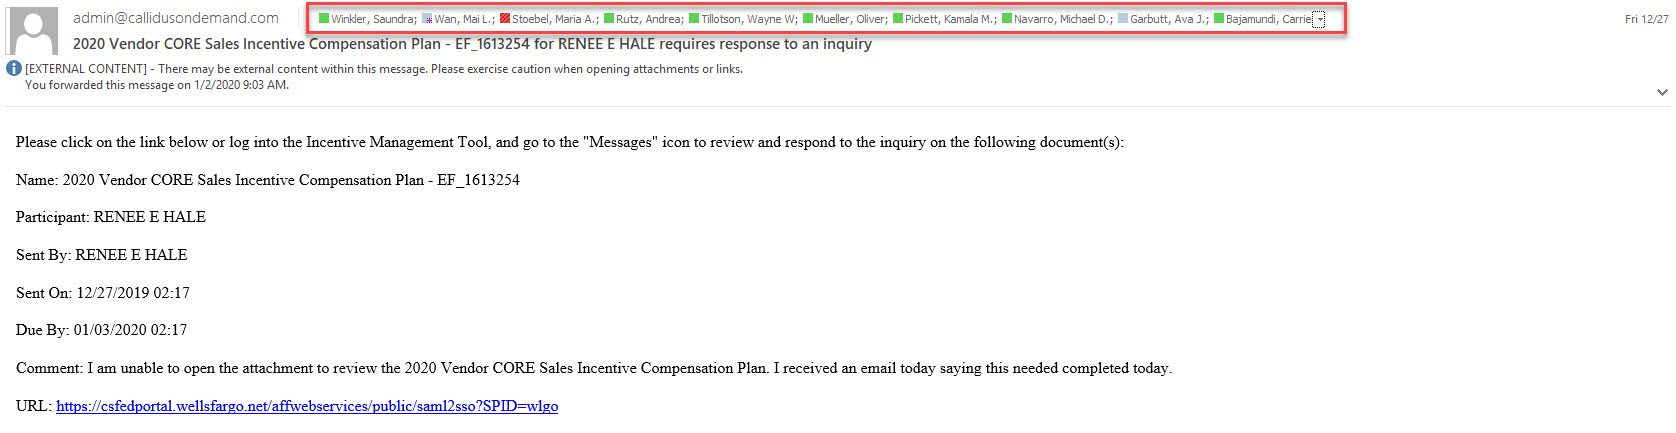 admin@callidusondemand.com
Winkler, Saundra; Wan, Mai L.; Stoebel, Maria A.; Rutz, Andrea; Tillotson, Wayne W; Mueller, Oliver; Pickett, Kamala M.; Navarro, Michael D.; Garbutt, Ava J.; Bajamundi, Carrie
Fri 12/27
2020 Vendor CORE Sales Incentive Compensation Plan - EF_1613254 for RENEE E HALE requires response to an inquiry
[EXTERNAL CONTENT] - There may be external content within this message. Please exercise caution when opening attachments or links.
You forwarded this message on 1/2/2020 9:03 AM.
Please click on the link below or log into the Incentive Management Tool, and go to the "Messages" icon to review and respond to the inquiry on the following document(s):
Name: 2020 Vendor CORE Sales Incentive Compensation Plan - EF_1613254
Participant: RENEE E HALE
Sent By: RENEE E HALE
Sent On: 12/27/2019 02:17
Due By: 01/03/2020 02:17
Comment: I am unable to open the attachment to review the 2020 Vendor CORE Sales Incentive Compensation Plan. I received an email today saying this needed completed today.
URL: https://csfedportal.wellsfargo.net/affwebservices/public/saml2sso?SPID=wlgo